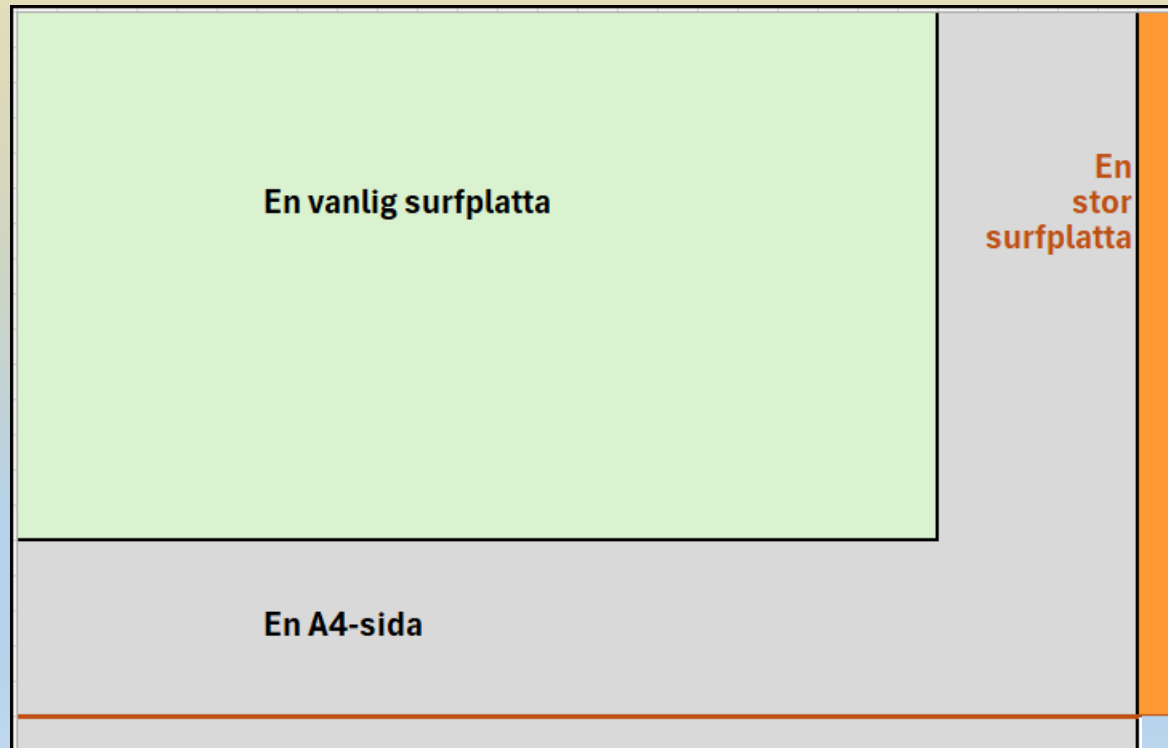 En vanlig surfplatta
En
stor
surfplatta
En A4-sida